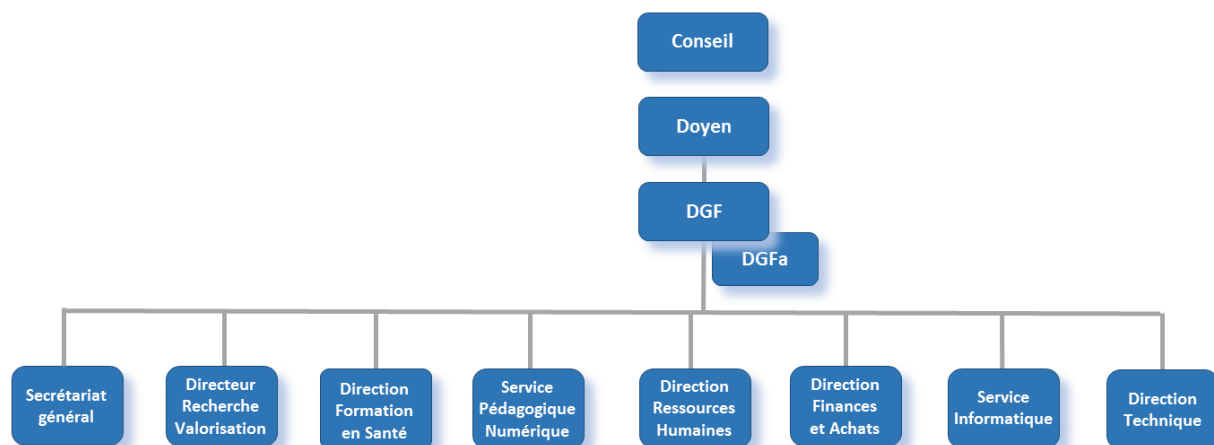 Conseil
Doyen
DGF
DGFa
Secrétariat
général
Directeur
Recherche
Valorisation
Direction
Formation
en Santé
Service
Pédagogique
Numérique
Direction
Ressources
Humaines
Direction
Finances
et Achats
Service
Informatique
Direction
Technique